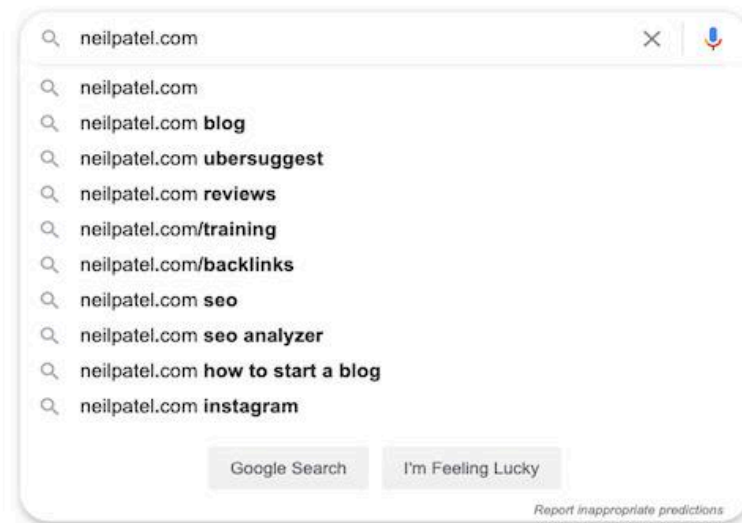 neilpatel.com
neilpatel.com
neilpatel.com blog
neilpatel.com ubersuggest
neilpatel.com reviews
neilpatel.com/training
neilpatel.com/backlinks
neilpatel.com seo
neilpatel.com seo analyzer
neilpatel.com how to start a blog
neilpatel.com instagram
Google Search I'm Feeling Lucky
Report inappropriate predictions